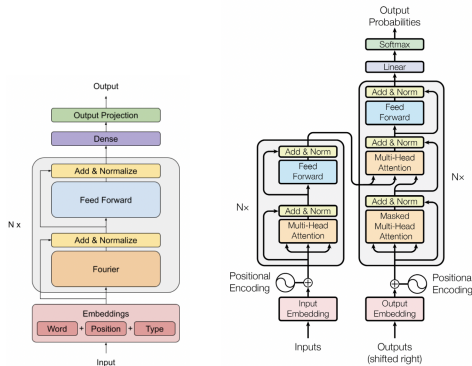 Output
Output Projection
Dense
Add & Normalize
Feed Forward
N x
Add & Normalize
Fourier
Embeddings
Word + Position + Type
Input
Output
Probabilities
Softmax
Linear
Add & Norm
Feed
Forward
Add & Norm
Multi-Head
Attention
Add & Norm
Masked
Multi-Head
Attention
N×
Positional
Encoding
Output
Embedding
Outputs
(shifted right)
Add & Norm
Feed
Forward
N×
Add & Norm
Multi-Head
Attention
Positional
Encoding
Input
Embedding
Inputs